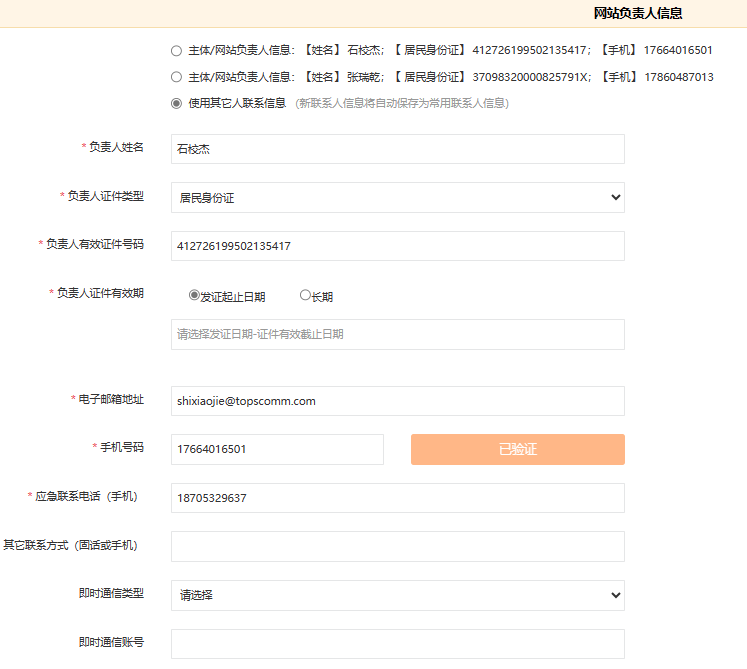 网站负责人信息
主体/网站负责人信息：【姓名】石校杰；【 居民身份证】 412726199502135417；【手机】 17664016501
主体/网站负责人信息：【姓名】张瑞乾；【 居民身份证】 37098320000825791X；【手机】 17860487013
使用其它人联系信息 (新联系人信息将自动保存为常用联系人信息)
* 负责人姓名 石校杰
* 负责人证件类型 居民身份证
* 负责人有效证件号码 412726199502135417
* 负责人证件有效期 发证起止日期 长期
请选择发证日期-证件有效截止日期
* 电子邮箱地址 shixiaojie@topscomm.com
* 手机号码 17664016501 已验证
* 应急联系电话（手机） 18705329637
其它联系方式（固话或手机）
即时通信类型 请选择
即时通信账号